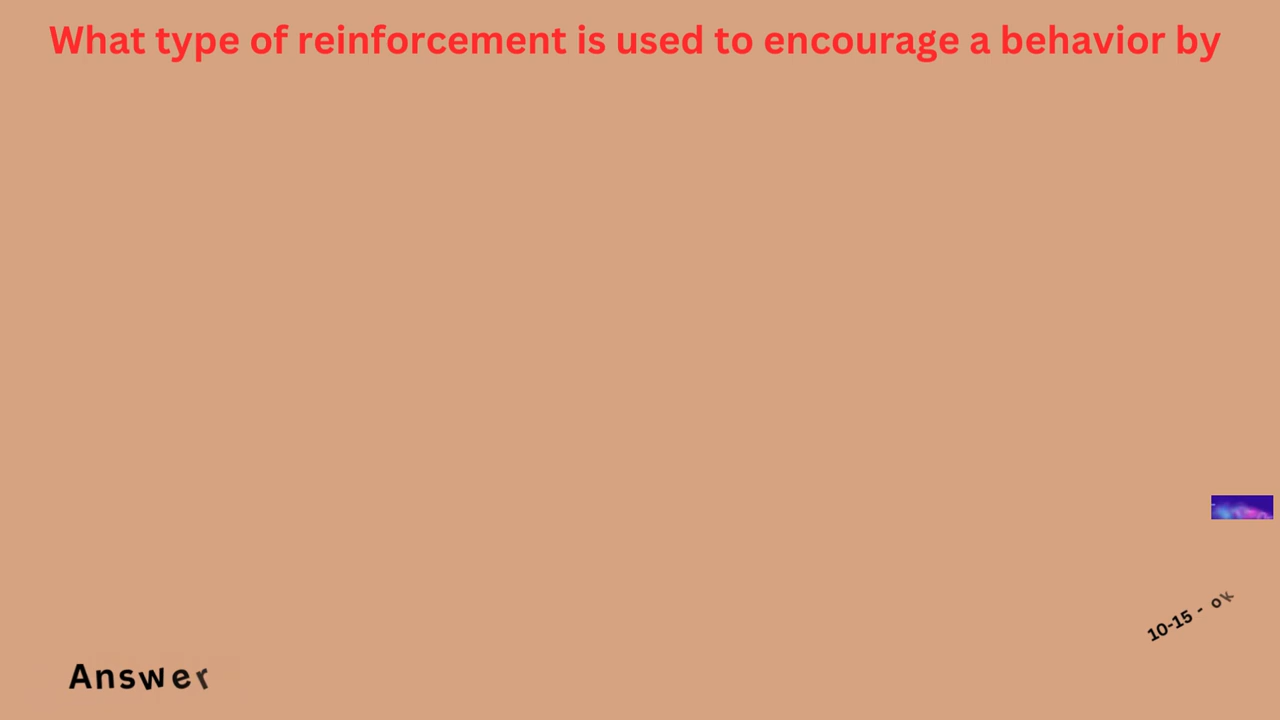 What type of reinforcement is used to encourage a behavior by
10-15 - ok
Answer